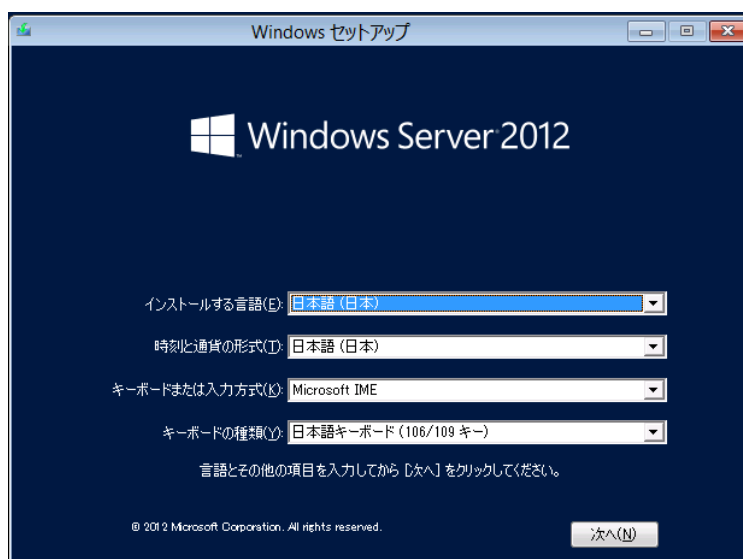 Windows セットアップ
Windows Server 2012
インストールする言語(E): 日本語 (日本)
時刻と通貨の形式(T): 日本語 (日本)
キーボードまたは入力方式(K): Microsoft IME
キーボードの種類(Y): 日本語キーボード (106/109 キー)
言語とその他の項目を入力してから [次へ] をクリックしてください。
© 2012 Microsoft Corporation. All rights reserved.
次へ(N)